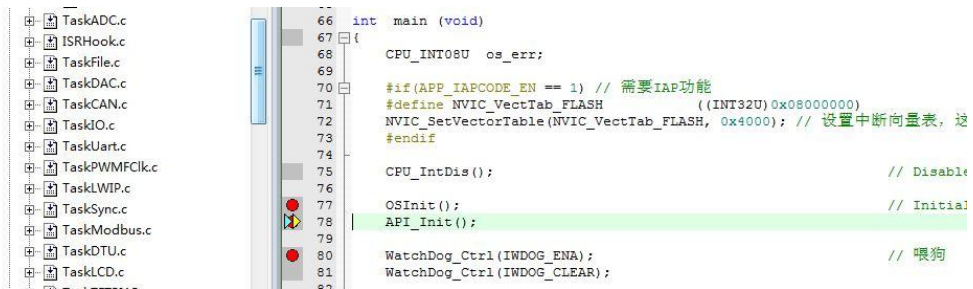 TaskADC.c
ISRHook.c
TaskFile.c
TaskDAC.c
TaskCAN.c
TaskIO.c
TaskUart.c
TaskPWMFClk.c
TaskLWIP.c
TaskSync.c
TaskModbus.c
TaskDTU.c
TaskLCD.c
66 int main (void)
67 {
68 CPU_INT08U os_err;
69
70 #if(APP_IAPCODE_EN == 1) // 需要IAP功能
71 #define NVIC_VectTab_FLASH ((INT32U)0x08000000)
72 NVIC_SetVectorTable(NVIC_VectTab_FLASH, 0x4000); // 设置中断向量表，这
73 #endif
74
75 CPU_IntDis(); // Disable
76
77 OSInit(); // Initial
78 API_Init();
79
80 WatchDog_Ctrl(IWDOG_ENA); // 喂狗
81 WatchDog_Ctrl(IWDOG_CLEAR);